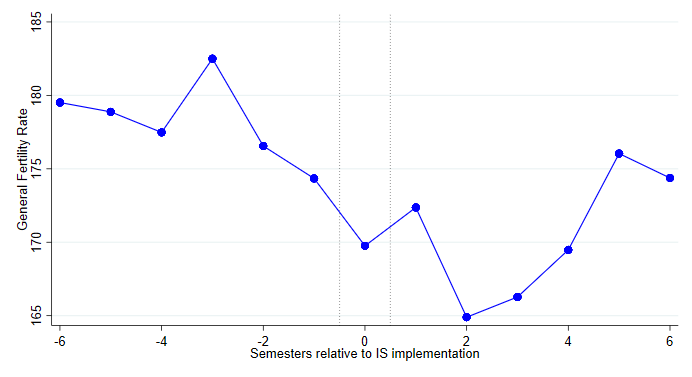 General Fertility Rate
185
180
175
170
165
-6 -4 -2 0 2 4 6
Semesters relative to IS implementation